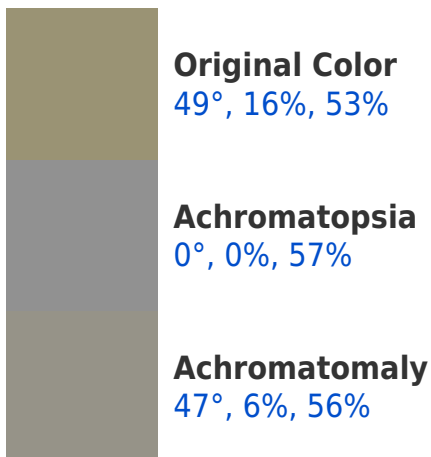 Original Color
49°, 16%, 53%
Achromatopsia
0°, 0%, 57%
Achromatomaly
47°, 6%, 56%